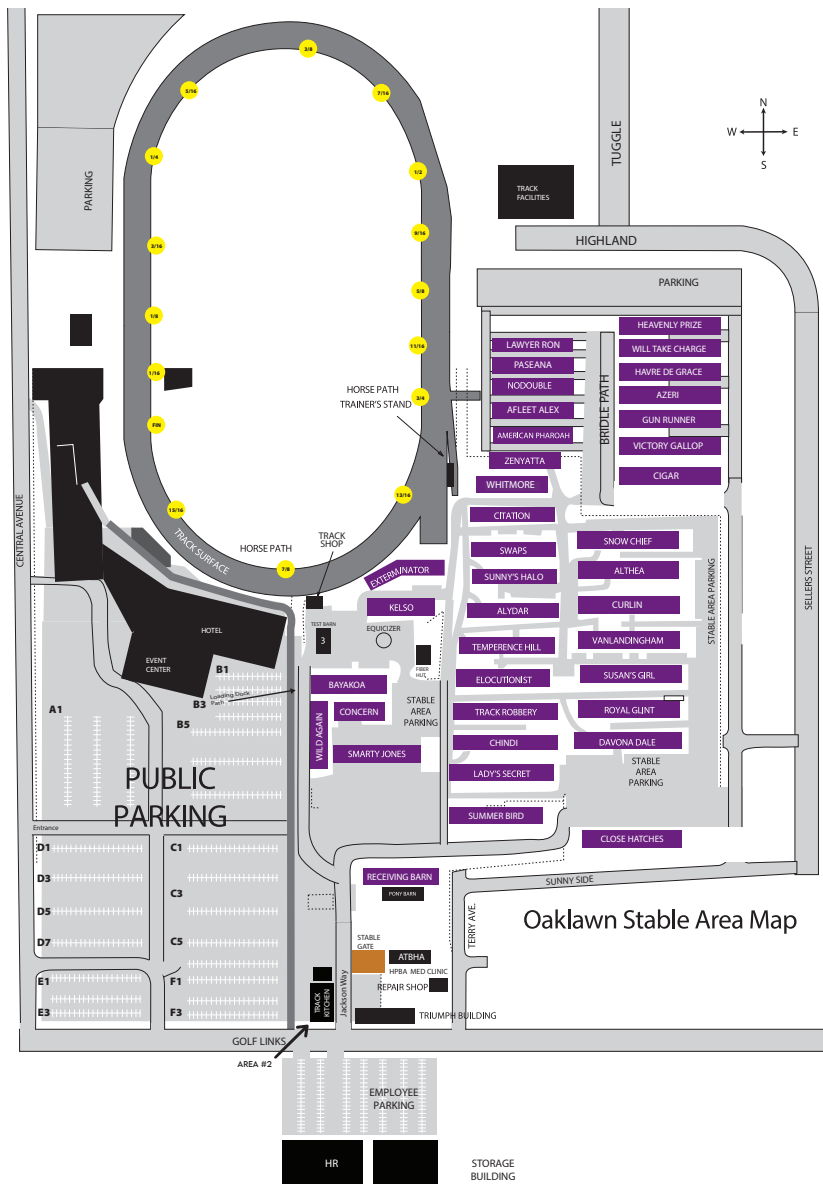 3/8
5/16
7/16
N
W
E
S
TUGGLE
1/4
1/2
PARKING
TRACK
FACILITIES
3/16
9/16
HIGHLAND
PARKING
5/8
1/8
HEAVENLY PRIZE
LAWYER RON
WILL TAKE CHARGE
11/16
PASEANA
HAVRE DE GRACE
1/16
NODOUBLE
AZERI
HORSE PATH
TRAINER'S STAND
3/4
BRIDLE PATH
AFLEET ALEX
GUN RUNNER
FIN
AMERICAN PHAROAH
VICTORY GALLOP
ZENYATTA
CIGAR
WHITMORE
13/16
15/16
CITATION
CENTRAL AVENUE
TRACK SURFACE
HORSE PATH
TRACK
SHOP
SNOW CHIEF
SWAPS
7/8
EXTERMINATOR
SUNNY'S HALO
ALTHEA
STABLE AREA PARKING
SELLERS STREET
KELSO
ALYDAR
CURLIN
HOTEL
TEST BARN
3
EQUICIZER
TEMPERENCE HILL
VANLANDINGHAM
EVENT
CENTER
B1
FIBER
HUT
ELOCUTIONIST
SUSAN'S GIRL
BAYAKOA
Loading Dock
Path
B3
A1
CONCERN
STABLE
AREA
PARKING
TRACK ROBBERY
ROYAL GLINT
B5
WILD AGAIN
SMARTY JONES
CHINDI
DAVONA DALE
PUBLIC
PARKING
LADY'S SECRET
STABLE
AREA
PARKING
SUMMER BIRD
Entrance
CLOSE HATCHES
D1
C1
D3
RECEIVING BARN
SUNNY SIDE
C3
PONY BARN
D5
TERRY AVE.
Oaklawn Stable Area Map
D7
C5
STABLE
GATE
ATBHA
HPBA MED CLINIC
E1
F1
REPAIR SHOP
TRACK
KITCHEN
Jackson Way
E3
F3
TRIUMPH BUILDING
GOLF LINKS
AREA #2
EMPLOYEE
PARKING
HR
STORAGE
BUILDING